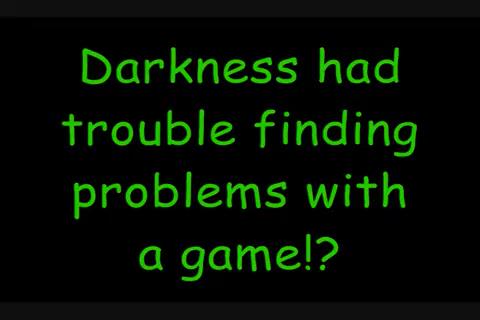 Darkness had
trouble finding
problems with
a game!?